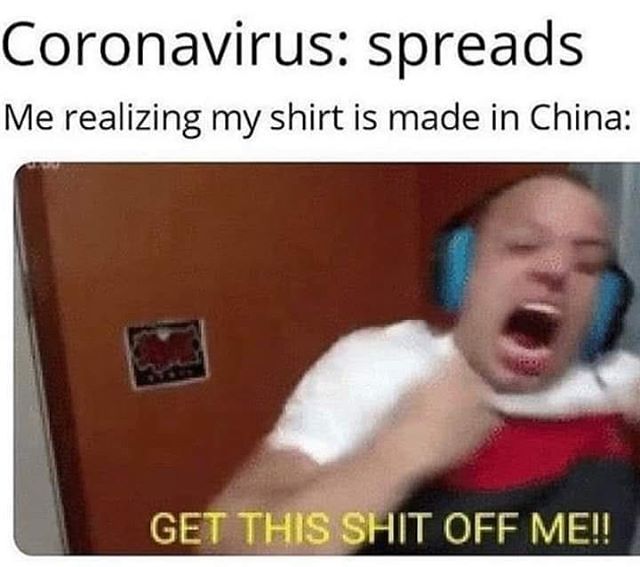 Coronavirus: spreads
Me realizing my shirt is made in China:
GET THIS SHIT OFF ME!!